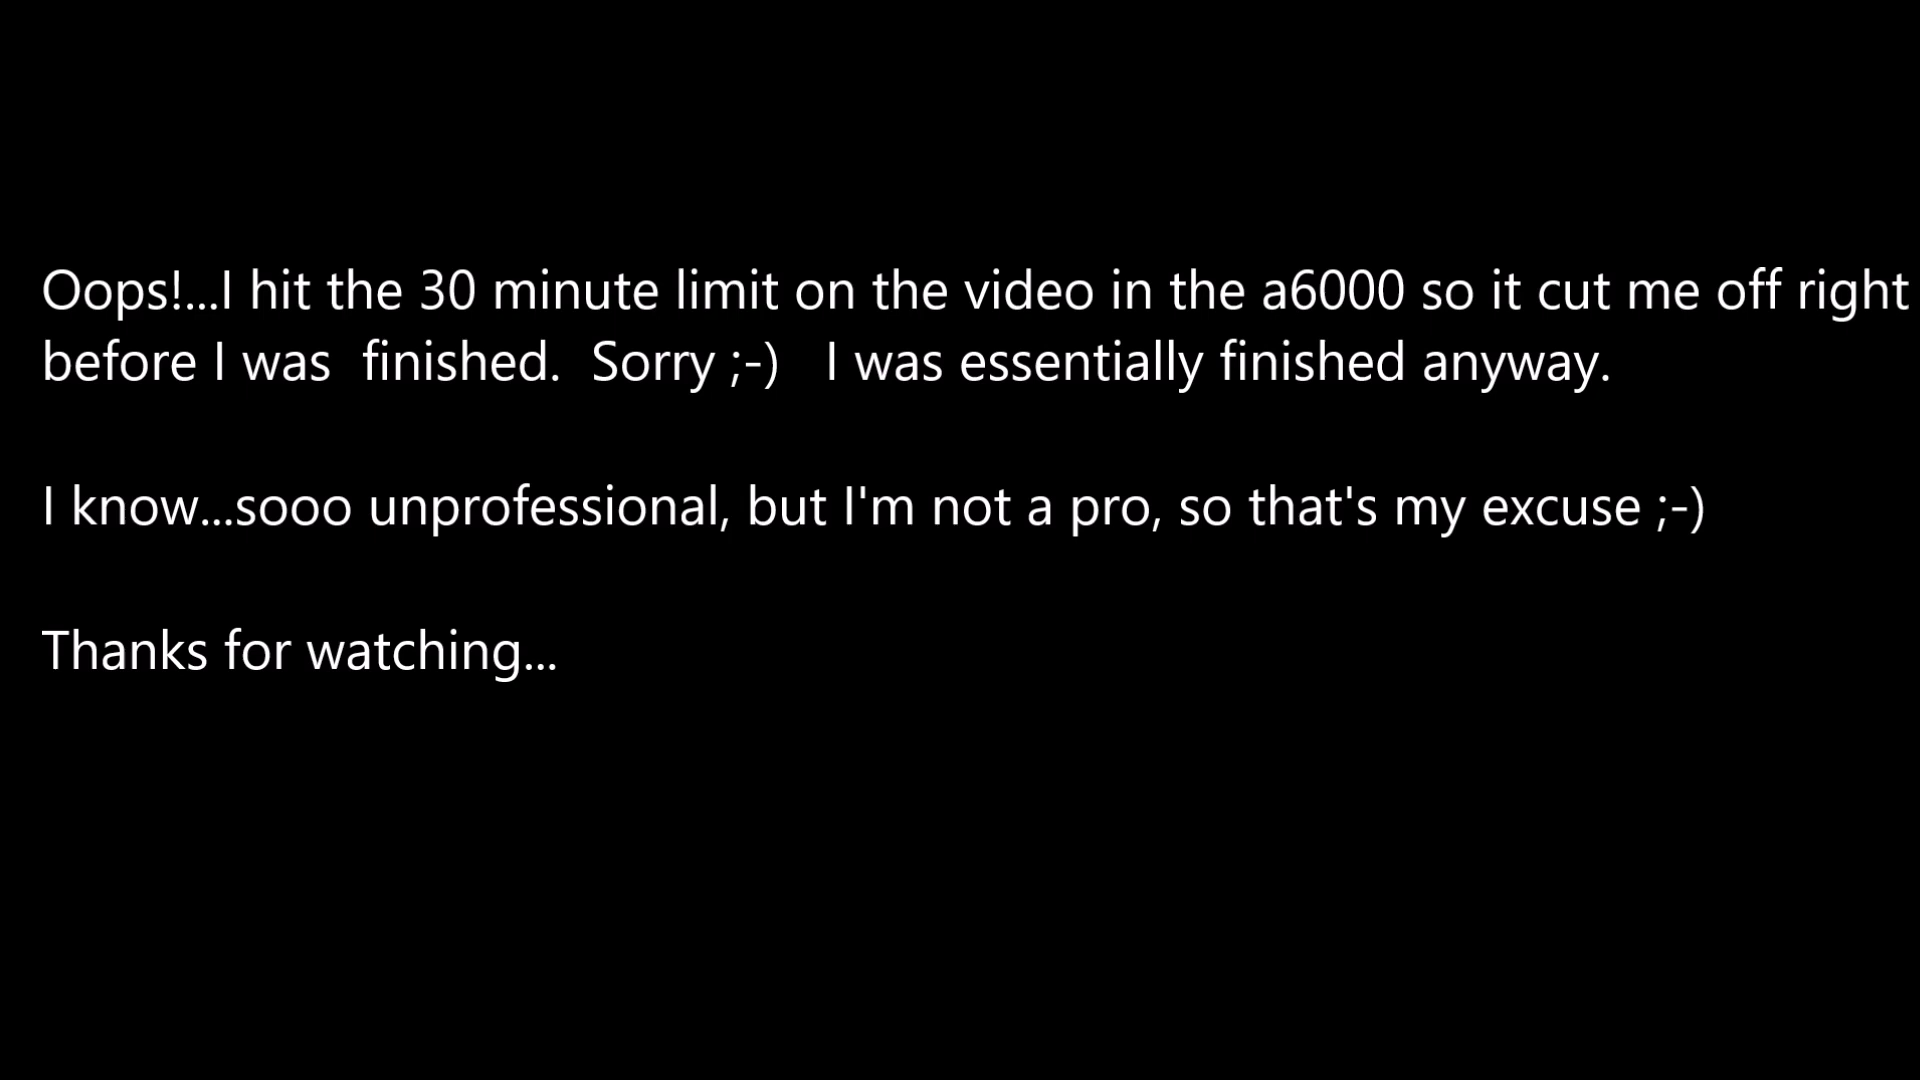 Oops!...I hit the 30 minute limit on the video in the a6000 so it cut me off right
before I was  finished.  Sorry ;-)   I was essentially finished anyway.
I know...sooo unprofessional, but I'm not a pro, so that's my excuse ;-)
Thanks for watching...